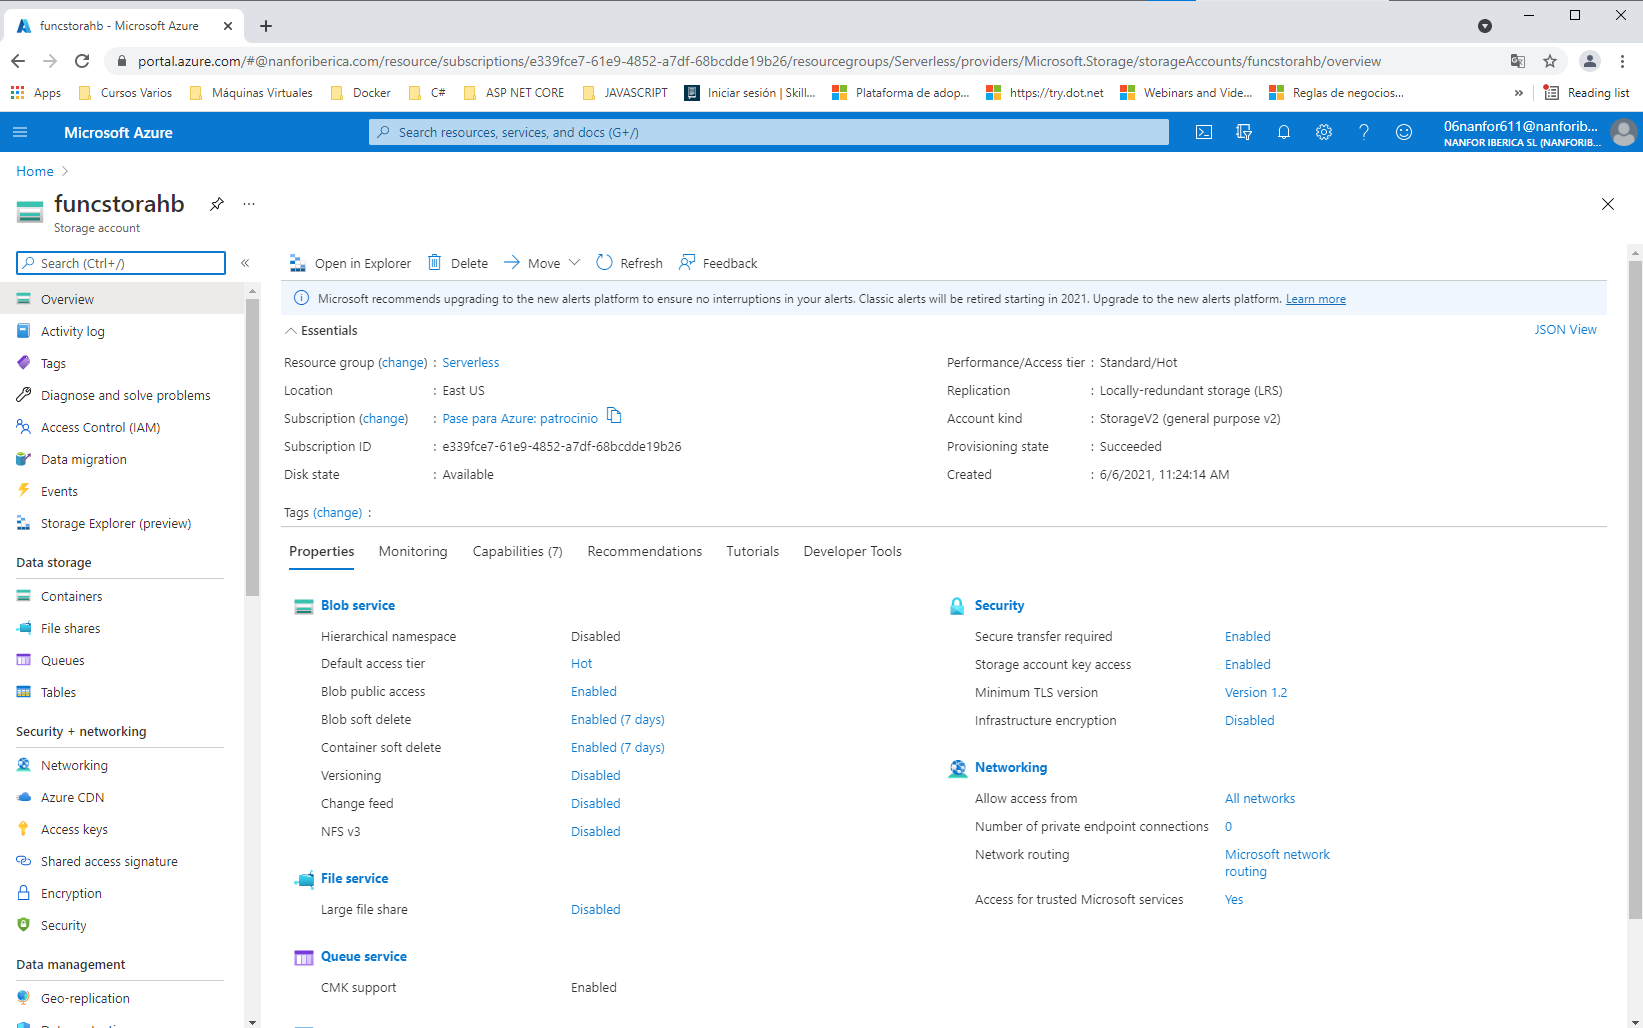 funcstorahb - Microsoft Azure
portal.azure.com/#@nanforiberica.com/resource/subscriptions/e339fce7-61e9-4852-a7df-68bcdde19b26/resourcegroups/Serverless/providers/Microsoft.Storage/storageAccounts/funcstorahb/overview
Apps Cursos Varios Máquinas Virtuales Docker C# ASP NET CORE JAVASCRIPT Iniciar sesión | Skill... Plataforma de adop... https://try.dot.net Webinars and Vide... Reglas de negocios... » Reading list
Microsoft Azure
Search resources, services, and docs (G+/)
06nanfor611@nanforib...
NANFOR IBERICA SL (NANFORIB...
Home
funcstorahb
Storage account
Search (Ctrl+/)
Overview
Activity log
Tags
Diagnose and solve problems
Access Control (IAM)
Data migration
Events
Storage Explorer (preview)
Data storage
Containers
File shares
Queues
Tables
Security + networking
Networking
Azure CDN
Access keys
Shared access signature
Encryption
Security
Data management
Geo-replication
Open in Explorer Delete Move Refresh Feedback
Microsoft recommends upgrading to the new alerts platform to ensure no interruptions in your alerts. Classic alerts will be retired starting in 2021. Upgrade to the new alerts platform. Learn more
Essentials
JSON View
Resource group (change) : Serverless
Location : East US
Subscription (change) : Pase para Azure: patrocinio
Subscription ID : e339fce7-61e9-4852-a7df-68bcdde19b26
Disk state : Available
Performance/Access tier : Standard/Hot
Replication : Locally-redundant storage (LRS)
Account kind : StorageV2 (general purpose v2)
Provisioning state : Succeeded
Created : 6/6/2021, 11:24:14 AM
Tags (change) :
Properties Monitoring Capabilities (7) Recommendations Tutorials Developer Tools
Blob service
Hierarchical namespace Disabled
Default access tier Hot
Blob public access Enabled
Blob soft delete Enabled (7 days)
Container soft delete Enabled (7 days)
Versioning Disabled
Change feed Disabled
NFS v3 Disabled
File service
Large file share Disabled
Queue service
CMK support Enabled
Security
Secure transfer required Enabled
Storage account key access Enabled
Minimum TLS version Version 1.2
Infrastructure encryption Disabled
Networking
Allow access from All networks
Number of private endpoint connections 0
Network routing Microsoft network
routing
Access for trusted Microsoft services Yes